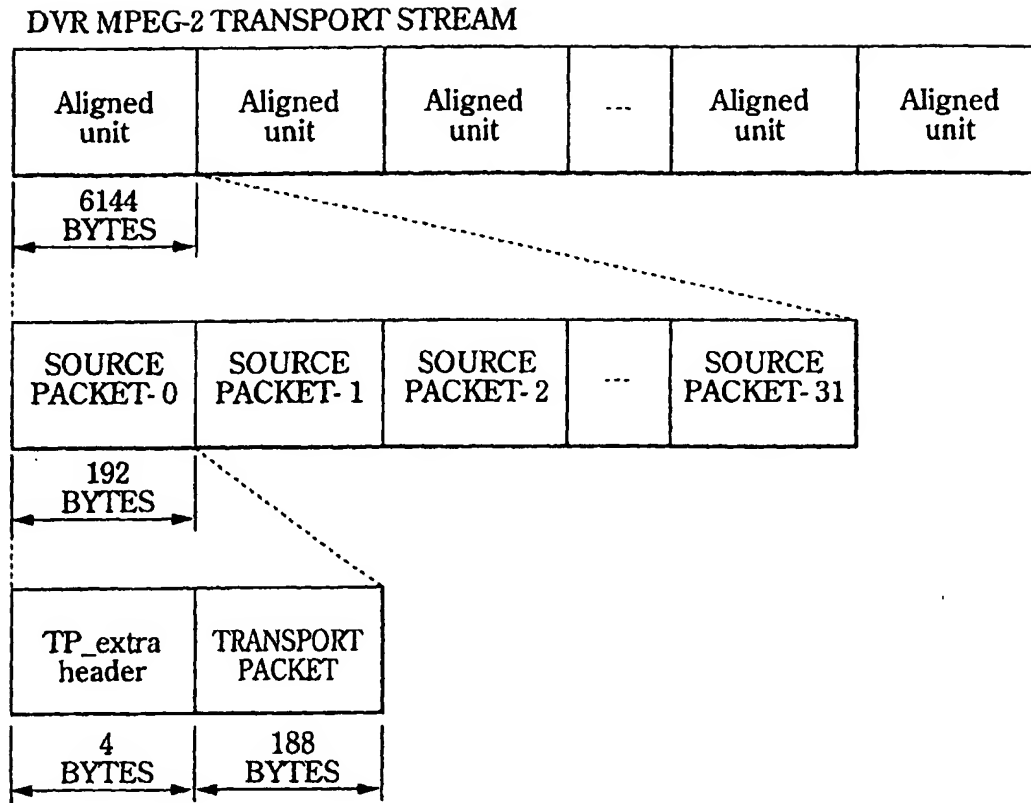 DVR MPEG-2 TRANSPORT STREAM
Aligned unit
Aligned unit
Aligned unit
---
Aligned unit
Aligned unit
6144 BYTES
SOURCE PACKET- 0
SOURCE PACKET- 1
SOURCE PACKET- 2
---
SOURCE PACKET- 31
192 BYTES
TP_extra header
TRANSPORT PACKET
4 BYTES
188 BYTES